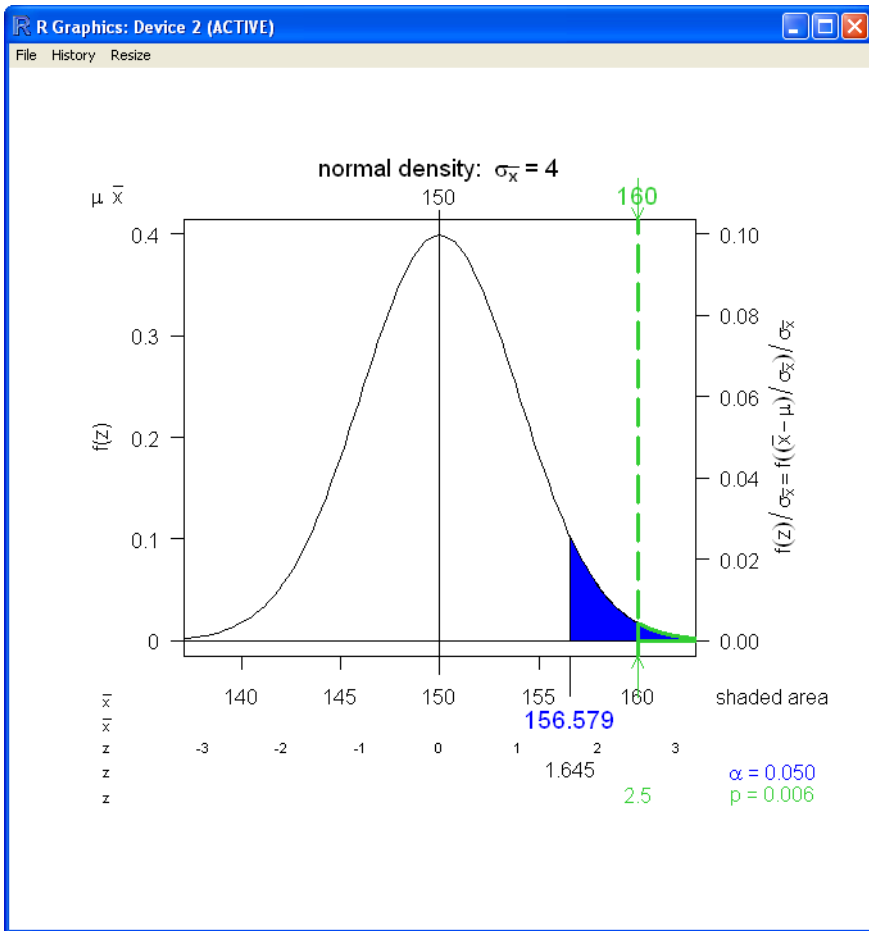 R Graphics: Device 2 (ACTIVE)
File History Resize
normal density: σx̅ = 4
μ x̅ 150 160
0.4 0.10
0.3 0.08
0.06
0.2 0.04
0.1 0.02
0 0.00
f(z)
f(z)/σx̅ = f((x̅ − μ)/σx̅)/σx̅
x̅ 140 145 150 155 160 shaded area
x̅ 156.579
z -3 -2 -1 0 1 2 3
z 1.645 α = 0.050
z 2.5 p = 0.006